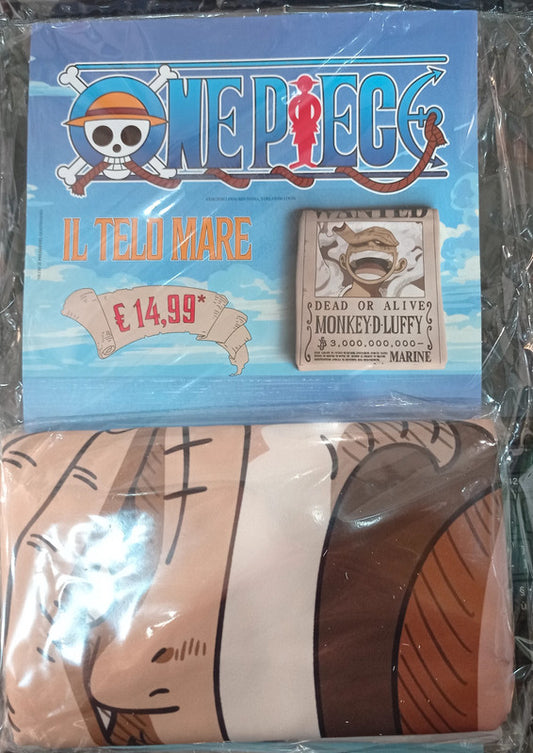 ONE PIECE
IL TELO MARE
€ 14,99*
WANTED
DEAD OR ALIVE
MONKEY·D·LUFFY
3,000,000,000-
MARINE